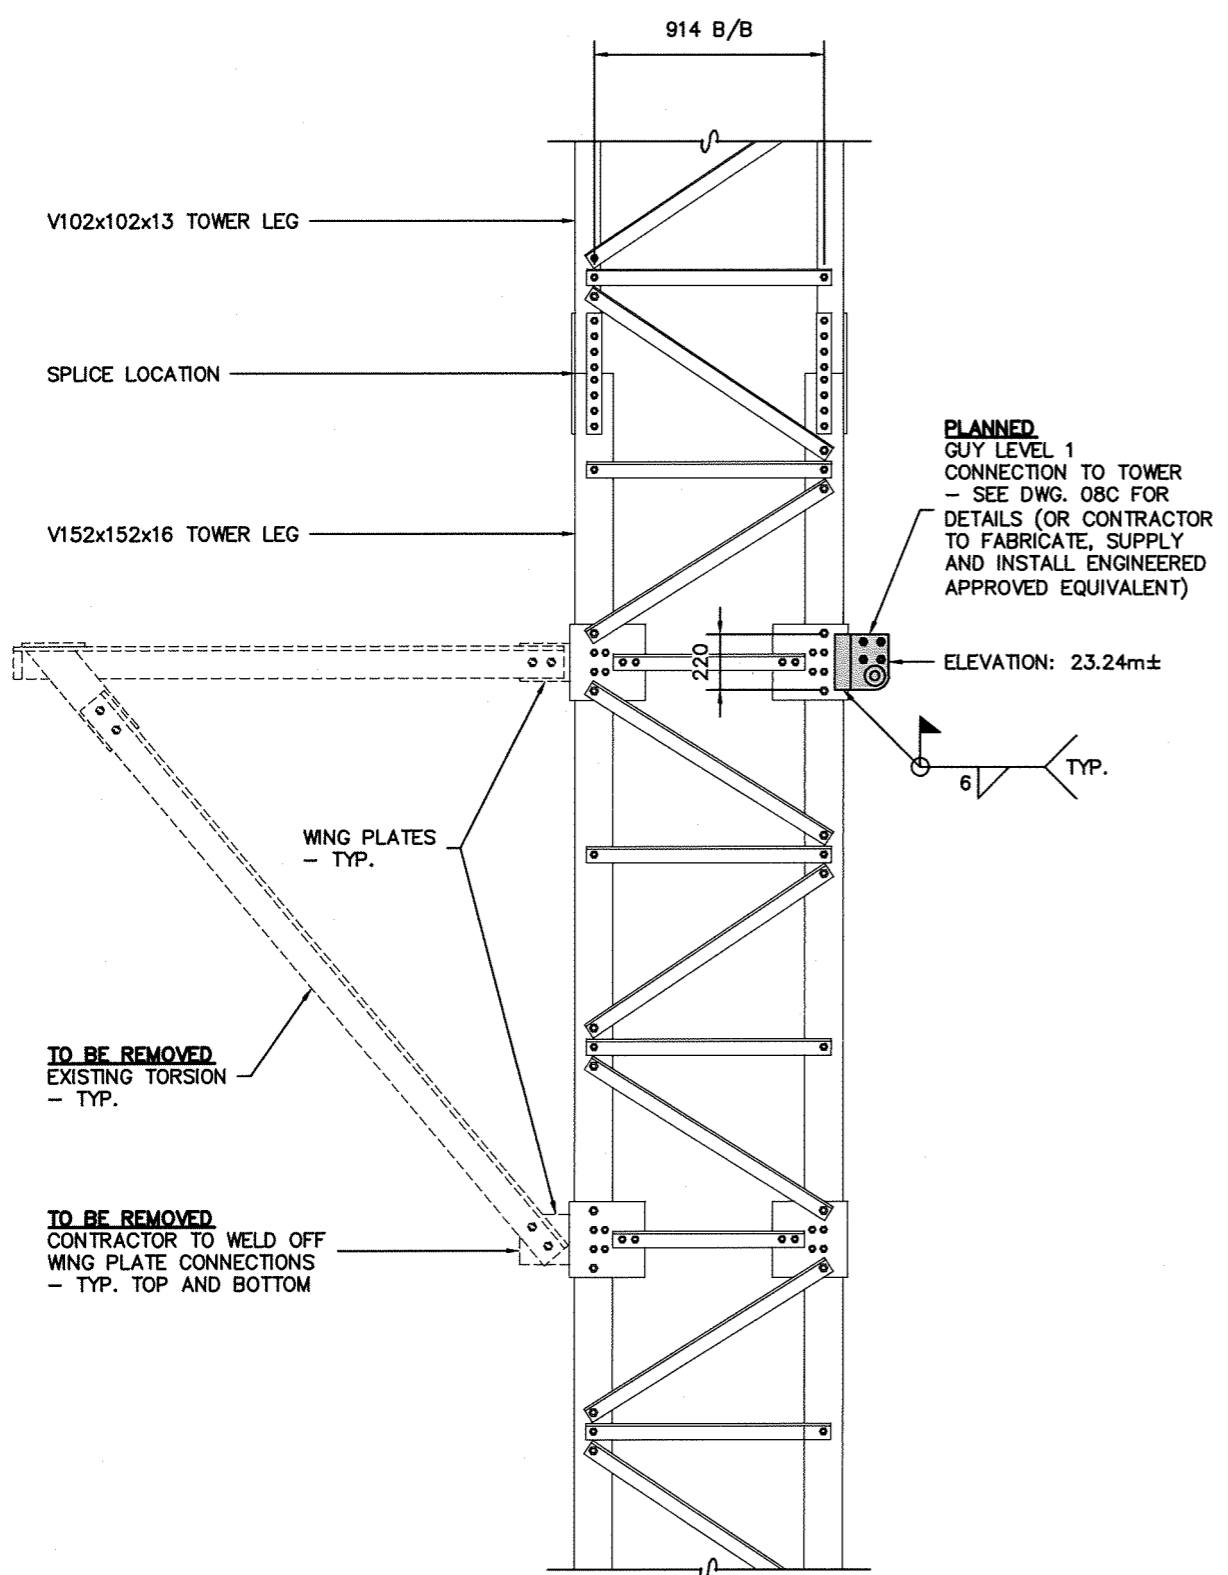 914 B/B
V102x102x13 TOWER LEG
SPLICE LOCATION
V152x152x16 TOWER LEG
PLANNED
GUY LEVEL 1
CONNECTION TO TOWER
– SEE DWG. 08C FOR
DETAILS (OR CONTRACTOR
TO FABRICATE, SUPPLY
AND INSTALL ENGINEERED
APPROVED EQUIVALENT)
220
ELEVATION: 23.24m±
6
TYP.
WING PLATES
– TYP.
TO BE REMOVED
EXISTING TORSION
– TYP.
TO BE REMOVED
CONTRACTOR TO WELD OFF
WING PLATE CONNECTIONS
– TYP. TOP AND BOTTOM